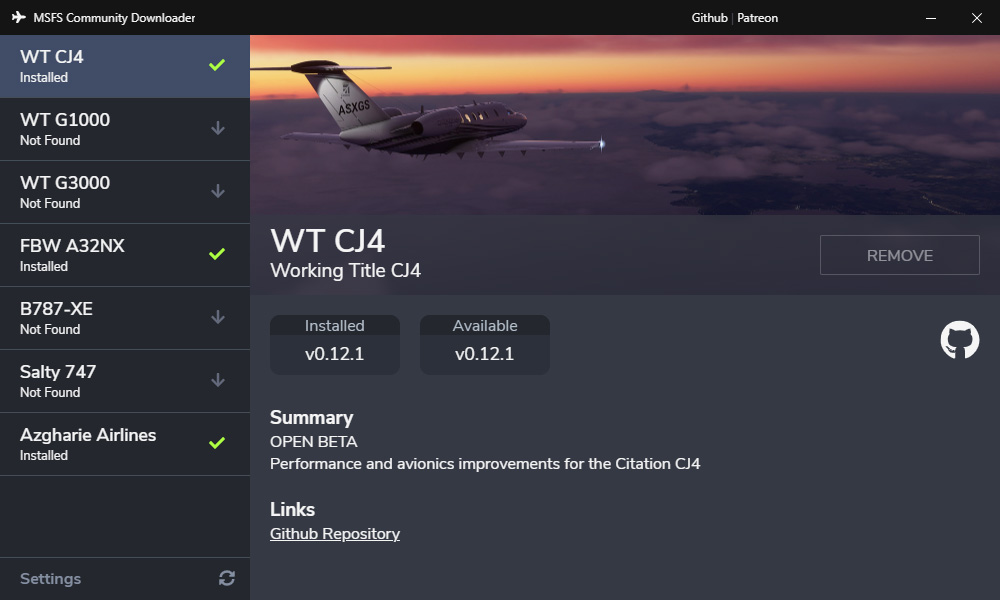 MSFS Community Downloader
Github | Patreon
WT CJ4
Installed
WT G1000
Not Found
WT G3000
Not Found
FBW A32NX
Installed
B787-XE
Not Found
Salty 747
Not Found
Azgharie Airlines
Installed
Settings
ASXGS
WT CJ4
Working Title CJ4
REMOVE
Installed
v0.12.1
Available
v0.12.1
Summary
OPEN BETA
Performance and avionics improvements for the Citation CJ4
Links
Github Repository